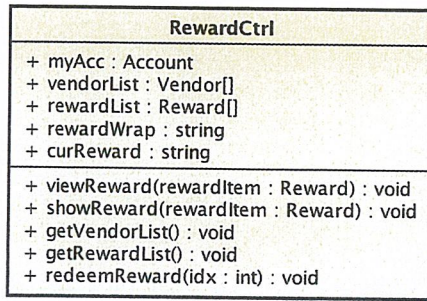 RewardCtrl
+ myAcc : Account
+ vendorList : Vendor[]
+ rewardList : Reward[]
+ rewardWrap : string
+ curReward : string
+ viewReward(rewardItem : Reward) : void
+ showReward(rewardItem : Reward) : void
+ getVendorList() : void
+ getRewardList() : void
+ redeemReward(idx : int) : void